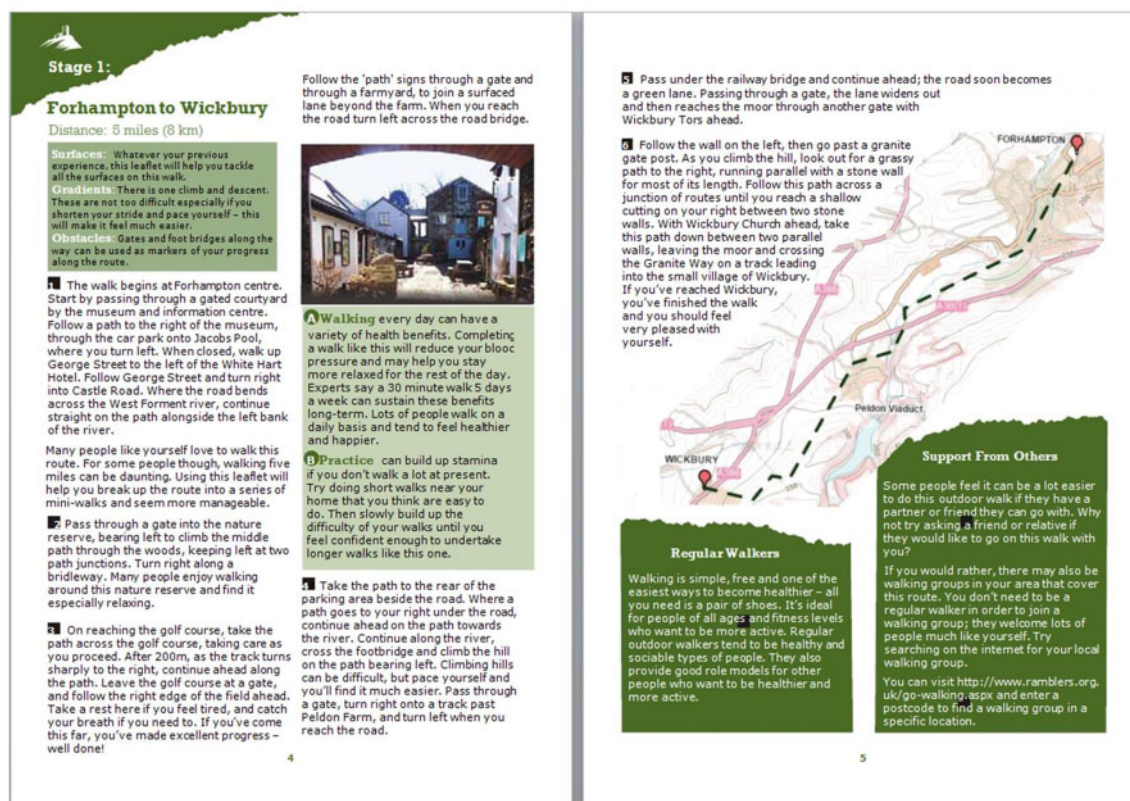 Stage 1:
Forhampton to Wickbury
Distance: 5 miles (8 km)
Surfaces: Whatever your previous
experience, this leaflet will help you tackle
all the surfaces on this walk.
Gradients: There is one climb and descent.
These are not too difficult especially if you
shorten your stride and pace yourself – this
will make it feel much easier.
Obstacles: Gates and foot bridges along the
way can be used as markers of your progress
along the route.
1 The walk begins at Forhampton centre.
Start by passing through a gated courtyard
by the museum and information centre.
Follow a path to the right of the museum,
through the car park onto Jacobs Pool,
where you turn left. When closed, walk up
George Street to the left of the White Hart
Hotel. Follow George Street and turn right
into Castle Road. Where the road bends
across the West Forment river, continue
straight on the path alongside the left bank
of the river.
Many people like yourself love to walk this
route. For some people though, walking five
miles can be daunting. Using this leaflet will
help you break up the route into a series of
mini-walks and seem more manageable.
2 Pass through a gate into the nature
reserve, bearing left to climb the middle
path through the woods, keeping left at two
path junctions. Turn right along a
bridleway. Many people enjoy walking
around this nature reserve and find it
especially relaxing.
3 On reaching the golf course, take the
path across the golf course, taking care as
you proceed. After 200m, as the track turns
sharply to the right, continue ahead along
the path. Leave the golf course at a gate,
and follow the right edge of the field ahead.
Take a rest here if you feel tired, and catch
your breath if you need to. If you've come
this far, you've made excellent progress –
well done!
Follow the 'path' signs through a gate and
through a farmyard, to join a surfaced
lane beyond the farm. When you reach
the road turn left across the road bridge.
A Walking every day can have a
variety of health benefits. Completing
a walk like this will reduce your blooc
pressure and may help you stay
more relaxed for the rest of the day.
Experts say a 30 minute walk 5 days
a week can sustain these benefits
long-term. Lots of people walk on a
daily basis and tend to feel healthier
and happier.
B Practice can build up stamina
if you don't walk a lot at present.
Try doing short walks near your
home that you think are easy to
do. Then slowly build up the
difficulty of your walks until you
feel confident enough to undertake
longer walks like this one.
4 Take the path to the rear of the
parking area beside the road. Where a
path goes to your right under the road,
continue ahead on the path towards
the river. Continue along the river,
cross the footbridge and climb the hill
on the path bearing left. Climbing hills
can be difficult, but pace yourself and
you'll find it much easier. Pass through
a gate, turn right onto a track past
Peldon Farm, and turn left when you
reach the road.
4
5 Pass under the railway bridge and continue ahead; the road soon becomes
a green lane. Passing through a gate, the lane widens out
and then reaches the moor through another gate with
Wickbury Tors ahead.
6 Follow the wall on the left, then go past a granite
gate post. As you climb the hill, look out for a grassy
path to the right, running parallel with a stone wall
for most of its length. Follow this path across a
junction of routes until you reach a shallow
cutting on your right between two stone
walls. With Wickbury Church ahead, take
this path down between two parallel
walls, leaving the moor and crossing
the Granite Way on a track leading
into the small village of Wickbury.
If you've reached Wickbury,
you've finished the walk
and you should feel
very pleased with
yourself.
FORHAMPTON
Peldon Viaduct
WICKBURY
Regular Walkers
Walking is simple, free and one of the
easiest ways to become healthier – all
you need is a pair of shoes. It's ideal
for people of all ages and fitness levels
who want to be more active. Regular
outdoor walkers tend to be healthy and
sociable types of people. They also
provide good role models for other
people who want to be healthier and
more active.
Support From Others
Some people feel it can be a lot easier
to do this outdoor walk if they have a
partner or friend they can go with. Why
not try asking a friend or relative if
they would like to go on this walk with
you?
If you would rather, there may also be
walking groups in your area that cover
this route. You don't need to be a
regular walker in order to join a
walking group; they welcome lots of
people much like yourself. Try
searching on the internet for your local
walking group.
You can visit http://www.ramblers.org.
uk/go-walking.aspx and enter a
postcode to find a walking group in a
specific location.
5